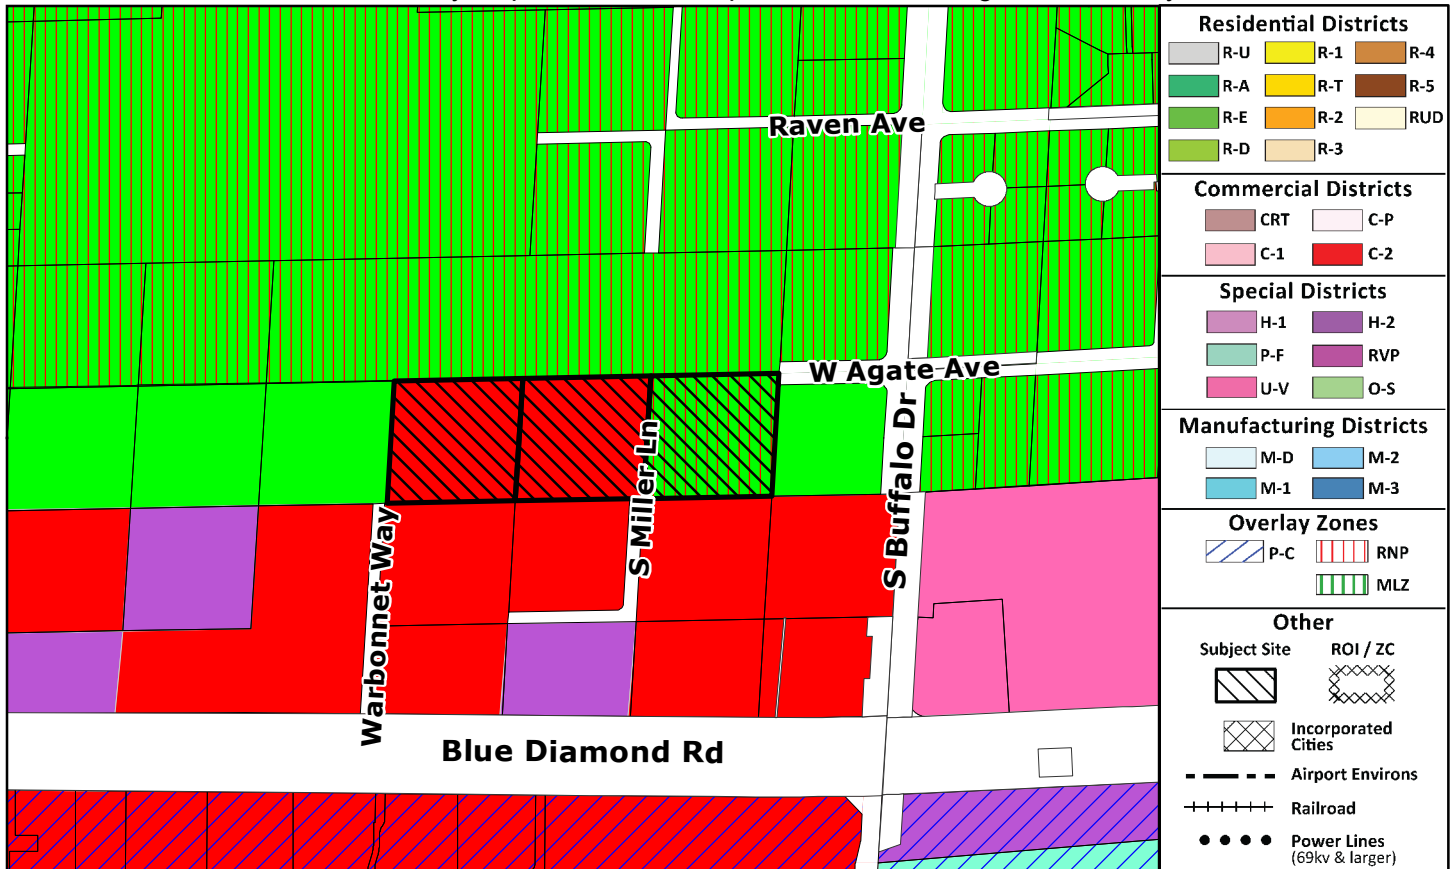 Raven Ave
W Agate Ave
S Buffalo Dr
S Miller Ln
Warbonnet Way
Blue Diamond Rd
Residential Districts
R-U R-1 R-4
R-A R-T R-5
R-E R-2 RUD
R-D R-3
Commercial Districts
CRT C-P
C-1 C-2
Special Districts
H-1 H-2
P-F RVP
U-V O-S
Manufacturing Districts
M-D M-2
M-1 M-3
Overlay Zones
P-C RNP
MLZ
Other
Subject Site ROI / ZC
Incorporated
Cities
Airport Environs
Railroad
Power Lines
(69kv & larger)